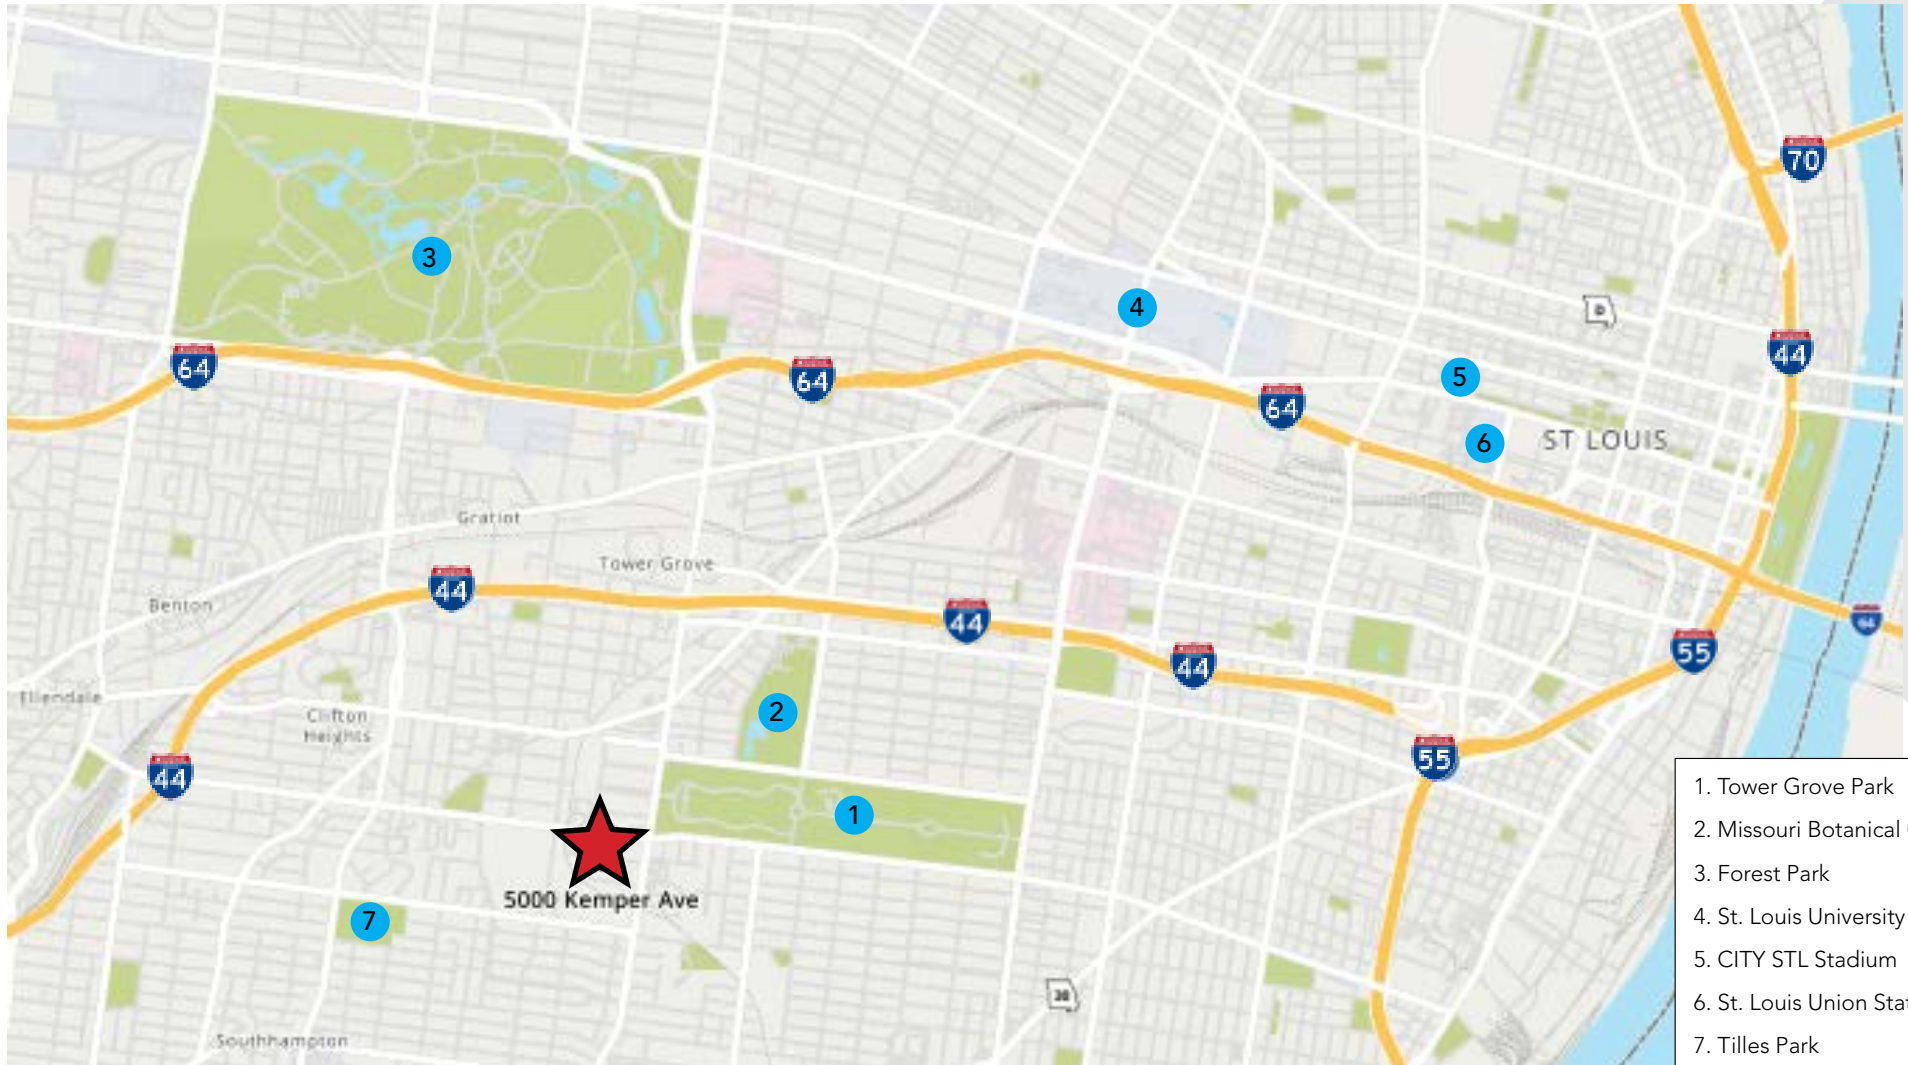 70
3
4
D
64
64
64
44
5
6
ST LOUIS
Gratiot
Tower Grove
44
Benton
44
64
55
44
Ellendale
2
Clifton
Heights
55
44
1
5000 Kemper Ave
7
30
Southhampton
1. Tower Grove Park
2. Missouri Botanical
3. Forest Park
4. St. Louis University
5. CITY STL Stadium
6. St. Louis Union
7. Tilles Park